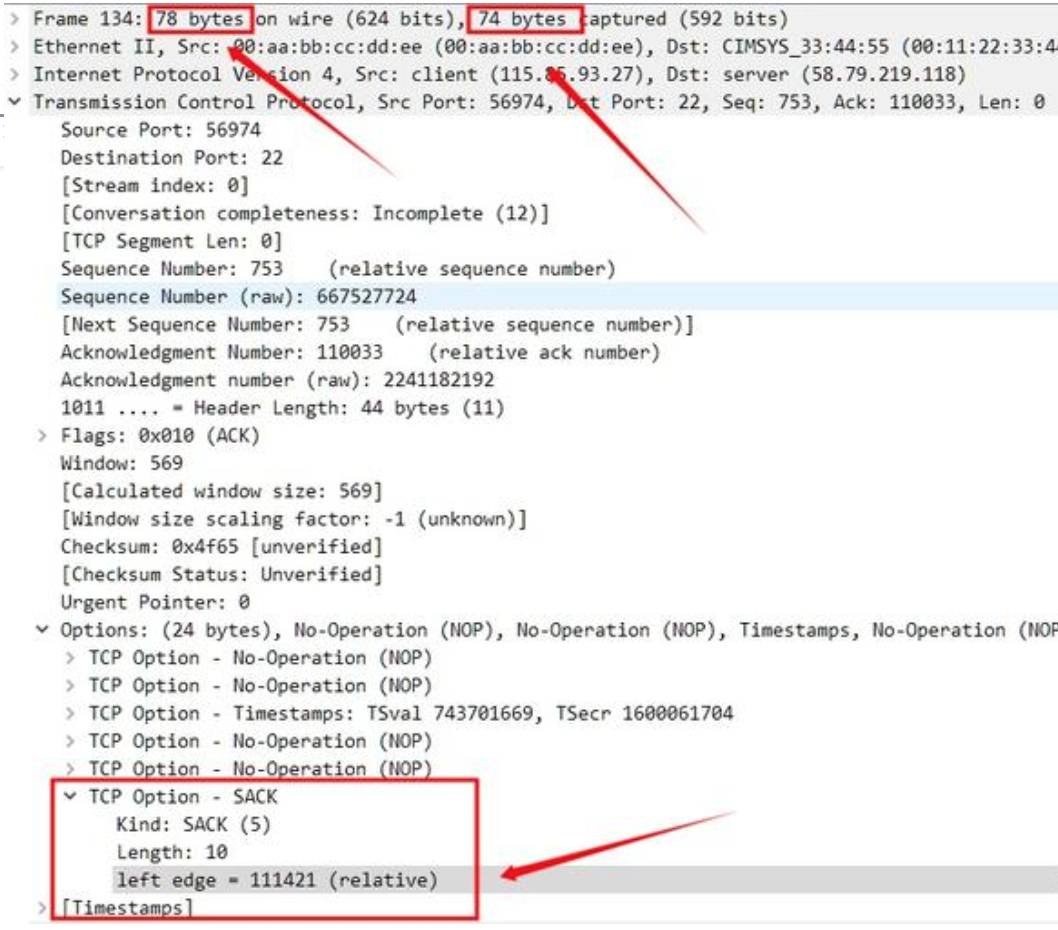 > Frame 134: 78 bytes on wire (624 bits), 74 bytes captured (592 bits)
> Ethernet II, Src: 00:aa:bb:cc:dd:ee (00:aa:bb:cc:dd:ee), Dst: CIMSYS_33:44:55 (00:11:22:33:44
> Internet Protocol Version 4, Src: client (115.85.93.27), Dst: server (58.79.219.118)
Transmission Control Protocol, Src Port: 56974, Dst Port: 22, Seq: 753, Ack: 110033, Len: 0
Source Port: 56974
Destination Port: 22
[Stream index: 0]
[Conversation completeness: Incomplete (12)]
[TCP Segment Len: 0]
Sequence Number: 753 (relative sequence number)
Sequence Number (raw): 667527724
[Next Sequence Number: 753 (relative sequence number)]
Acknowledgment Number: 110033 (relative ack number)
Acknowledgment number (raw): 2241182192
1011 .... = Header Length: 44 bytes (11)
> Flags: 0x010 (ACK)
Window: 569
[Calculated window size: 569]
[Window size scaling factor: -1 (unknown)]
Checksum: 0x4f65 [unverified]
[Checksum Status: Unverified]
Urgent Pointer: 0
Options: (24 bytes), No-Operation (NOP), No-Operation (NOP), Timestamps, No-Operation (NOP
> TCP Option - No-Operation (NOP)
> TCP Option - No-Operation (NOP)
> TCP Option - Timestamps: TSval 743701669, TSecr 1600061704
> TCP Option - No-Operation (NOP)
> TCP Option - No-Operation (NOP)
TCP Option - SACK
Kind: SACK (5)
Length: 10
left edge = 111421 (relative)
> [Timestamps]